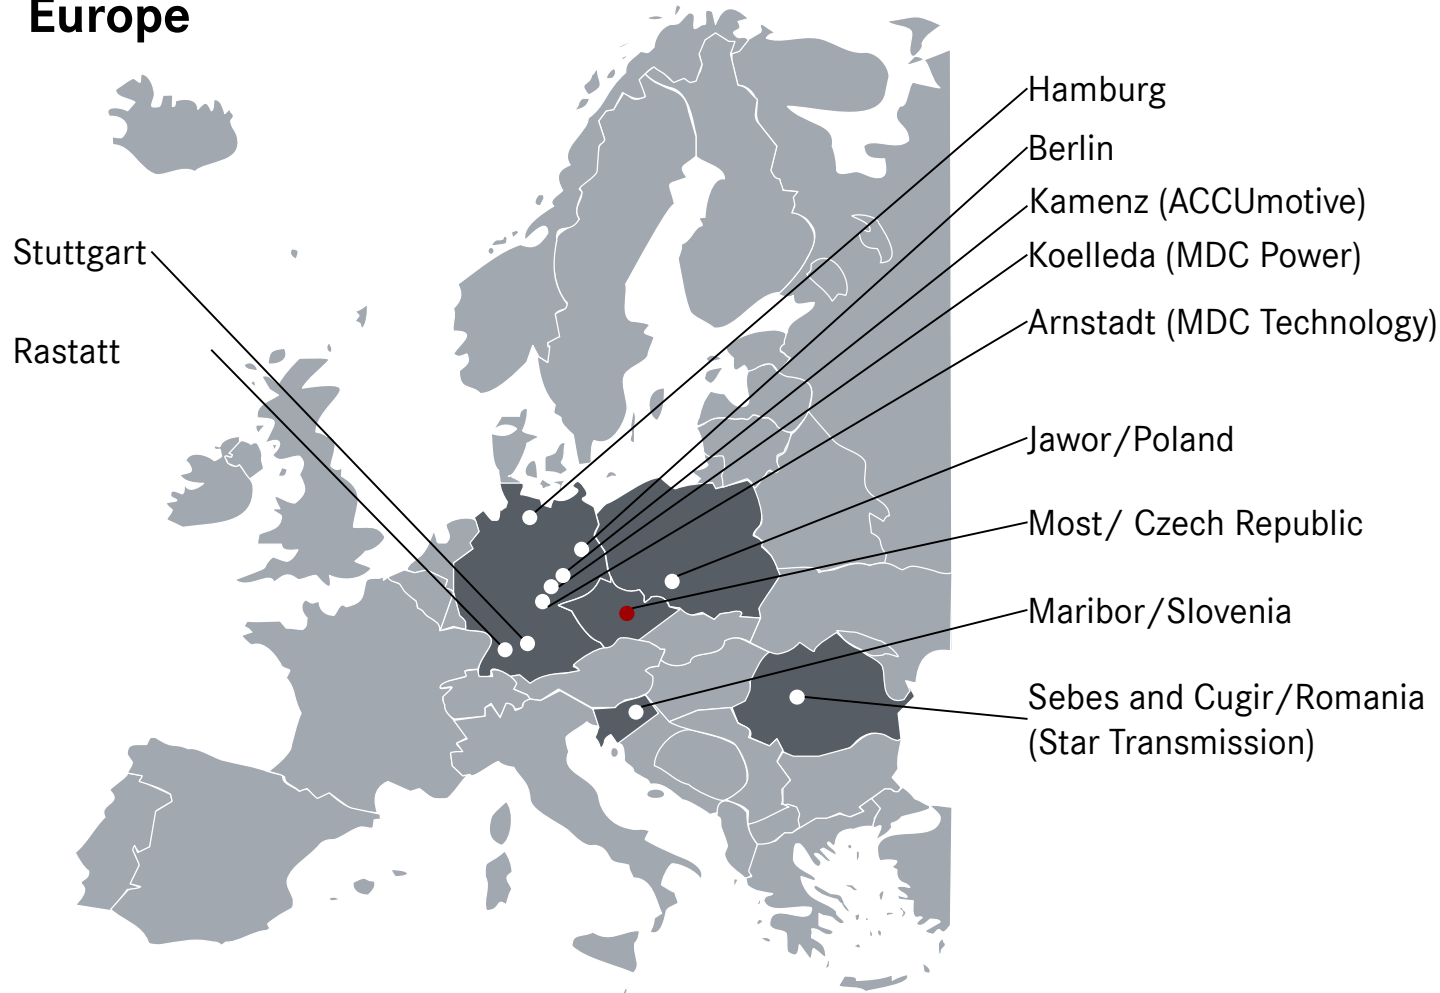 Europe
Hamburg
Berlin
Kamenz (ACCUmotive)
Koelleda (MDC Power)
Stuttgart
Arnstadt (MDC Technology)
Rastatt
Jawor/Poland
Most/ Czech Republic
Maribor/Slovenia
Sebes and Cugir/Romania
(Star Transmission)